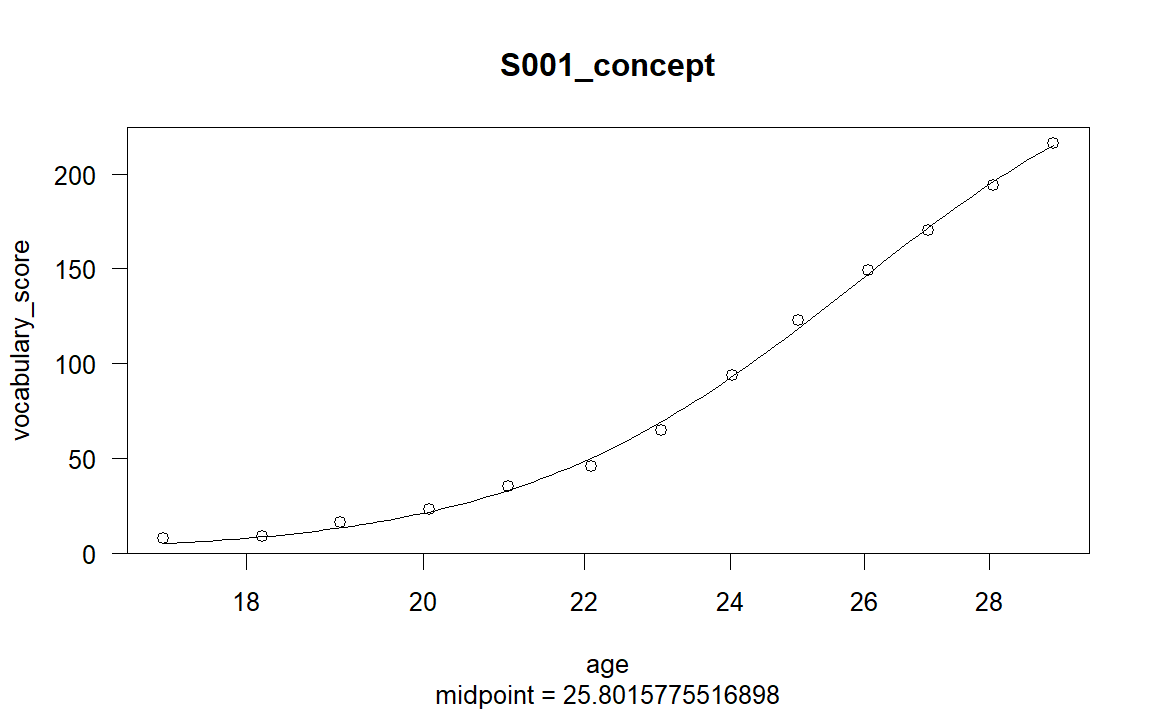 S001_concept
200
150
100
50
0
vocabulary_score
18 20 22 24 26 28
age
midpoint = 25.8015775516898